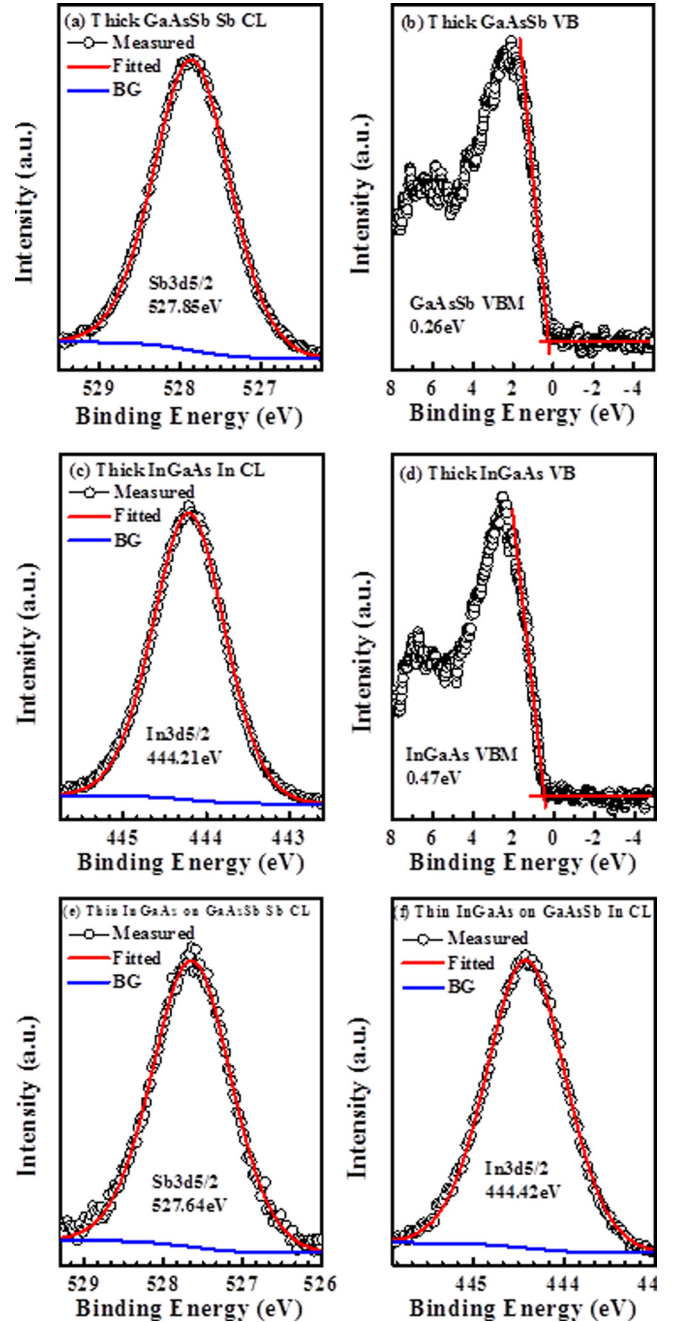 (a) Thick GaAsSb Sb CL
Measured
Fitted
BG
Intensity (a.u.)
Sb3d5/2
527.85eV
529 528 527
Binding Energy (eV)
(b) Thick GaAsSb VB
Intensity (a.u.)
GaAsSb VBM
0.26eV
8 6 4 2 0 -2 -4
Binding Energy (eV)
(c) Thick InGaAs In CL
Measured
Fitted
BG
Intensity (a.u.)
In3d5/2
444.21eV
445 444 443
Binding Energy (eV)
(d) Thick InGaAs VB
Intensity (a.u.)
InGaAs VBM
0.47eV
8 6 4 2 0 -2 -4
Binding Energy (eV)
(e) Thin InGaAs on GaAsSb Sb CL
Measured
Fitted
BG
Intensity (a.u.)
Sb3d5/2
527.64eV
529 528 527 526
Binding Energy (eV)
(f) Thin InGaAs on GaAsSb In CL
Measured
Fitted
BG
Intensity (a.u.)
In3d5/2
444.42eV
445 444 44
Binding Energy (eV)